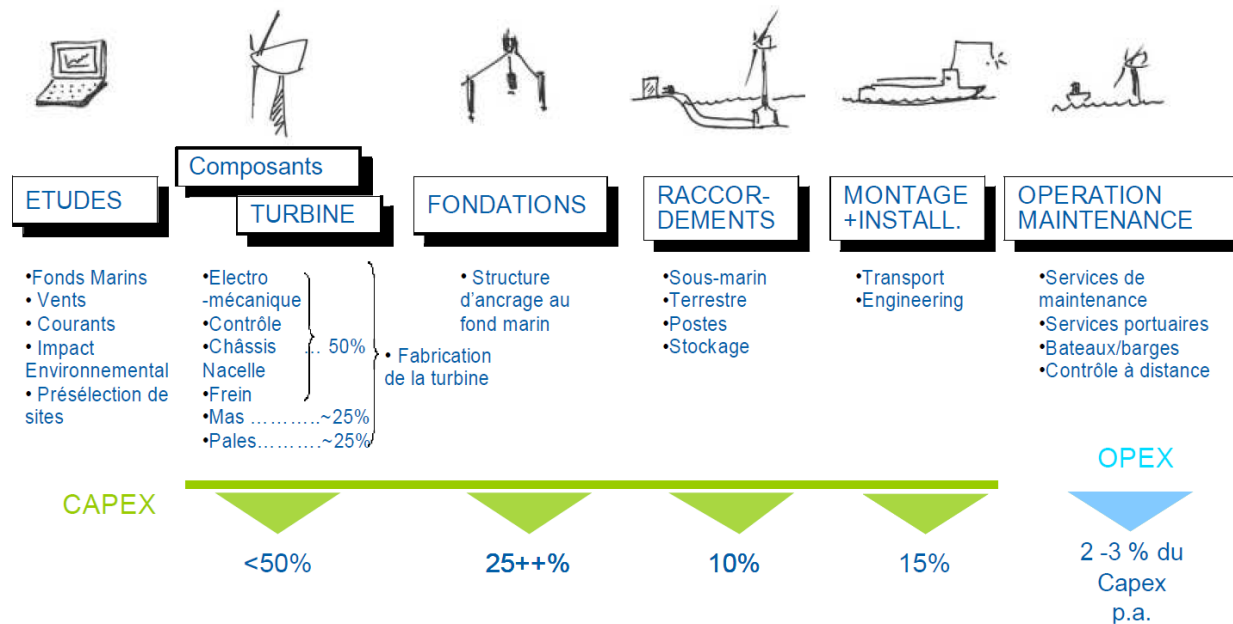 Composants
ETUDES
TURBINE
FONDATIONS
RACCOR-
DEMENTS
MONTAGE
+INSTALL.
OPERATION
MAINTENANCE
•Fonds Marins
• Vents
• Courants
• Impact
Environnemental
• Présélection de
sites
•Electro
-mécanique
•Contrôle
•Châssis … 50%
Nacelle
•Frein
•Mas ………..~25%
•Pales……….~25%
• Fabrication
de la turbine
• Structure
d'ancrage au
fond marin
•Sous-marin
•Terrestre
•Postes
•Stockage
•Transport
•Engineering
•Services de
maintenance
•Services portuaires
•Bateaux/barges
•Contrôle à distance
CAPEX
OPEX
<50%
25++%
10%
15%
2 -3 % du
Capex
p.a.